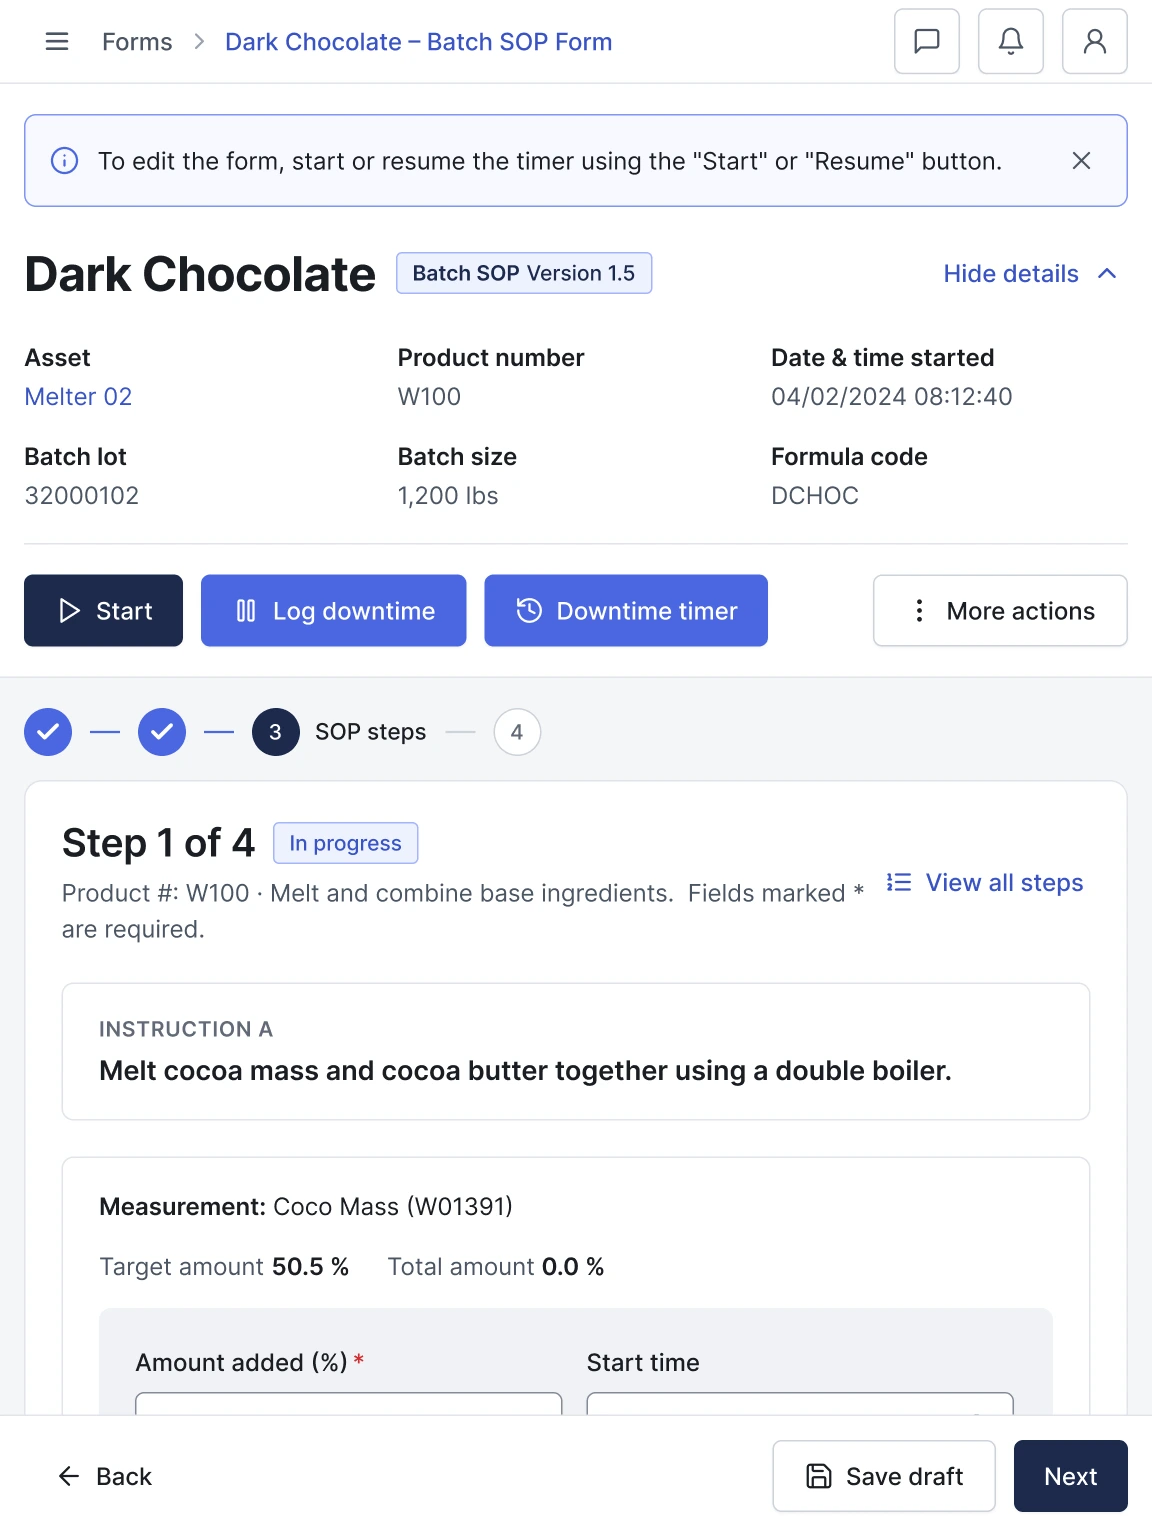 Forms
Dark Chocolate – Batch SOP Form
To edit the form, start or resume the timer using the "Start" or "Resume" button.
Dark Chocolate
Batch SOP Version 1.5
Hide details
Asset
Melter 02
Product number
W100
Date & time started
04/02/2024 08:12:40
Batch lot
32000102
Batch size
1,200 lbs
Formula code
DCHOC
Start
Log downtime
Downtime timer
More actions
3
SOP steps
4
Step 1 of 4
In progress
Product #: W100 · Melt and combine base ingredients.  Fields marked *
are required.
View all steps
INSTRUCTION A
Melt cocoa mass and cocoa butter together using a double boiler.
Measurement: Coco Mass (W01391)
Target amount 50.5 %
Total amount 0.0 %
Amount added (%) *
Start time
Back
Save draft
Next